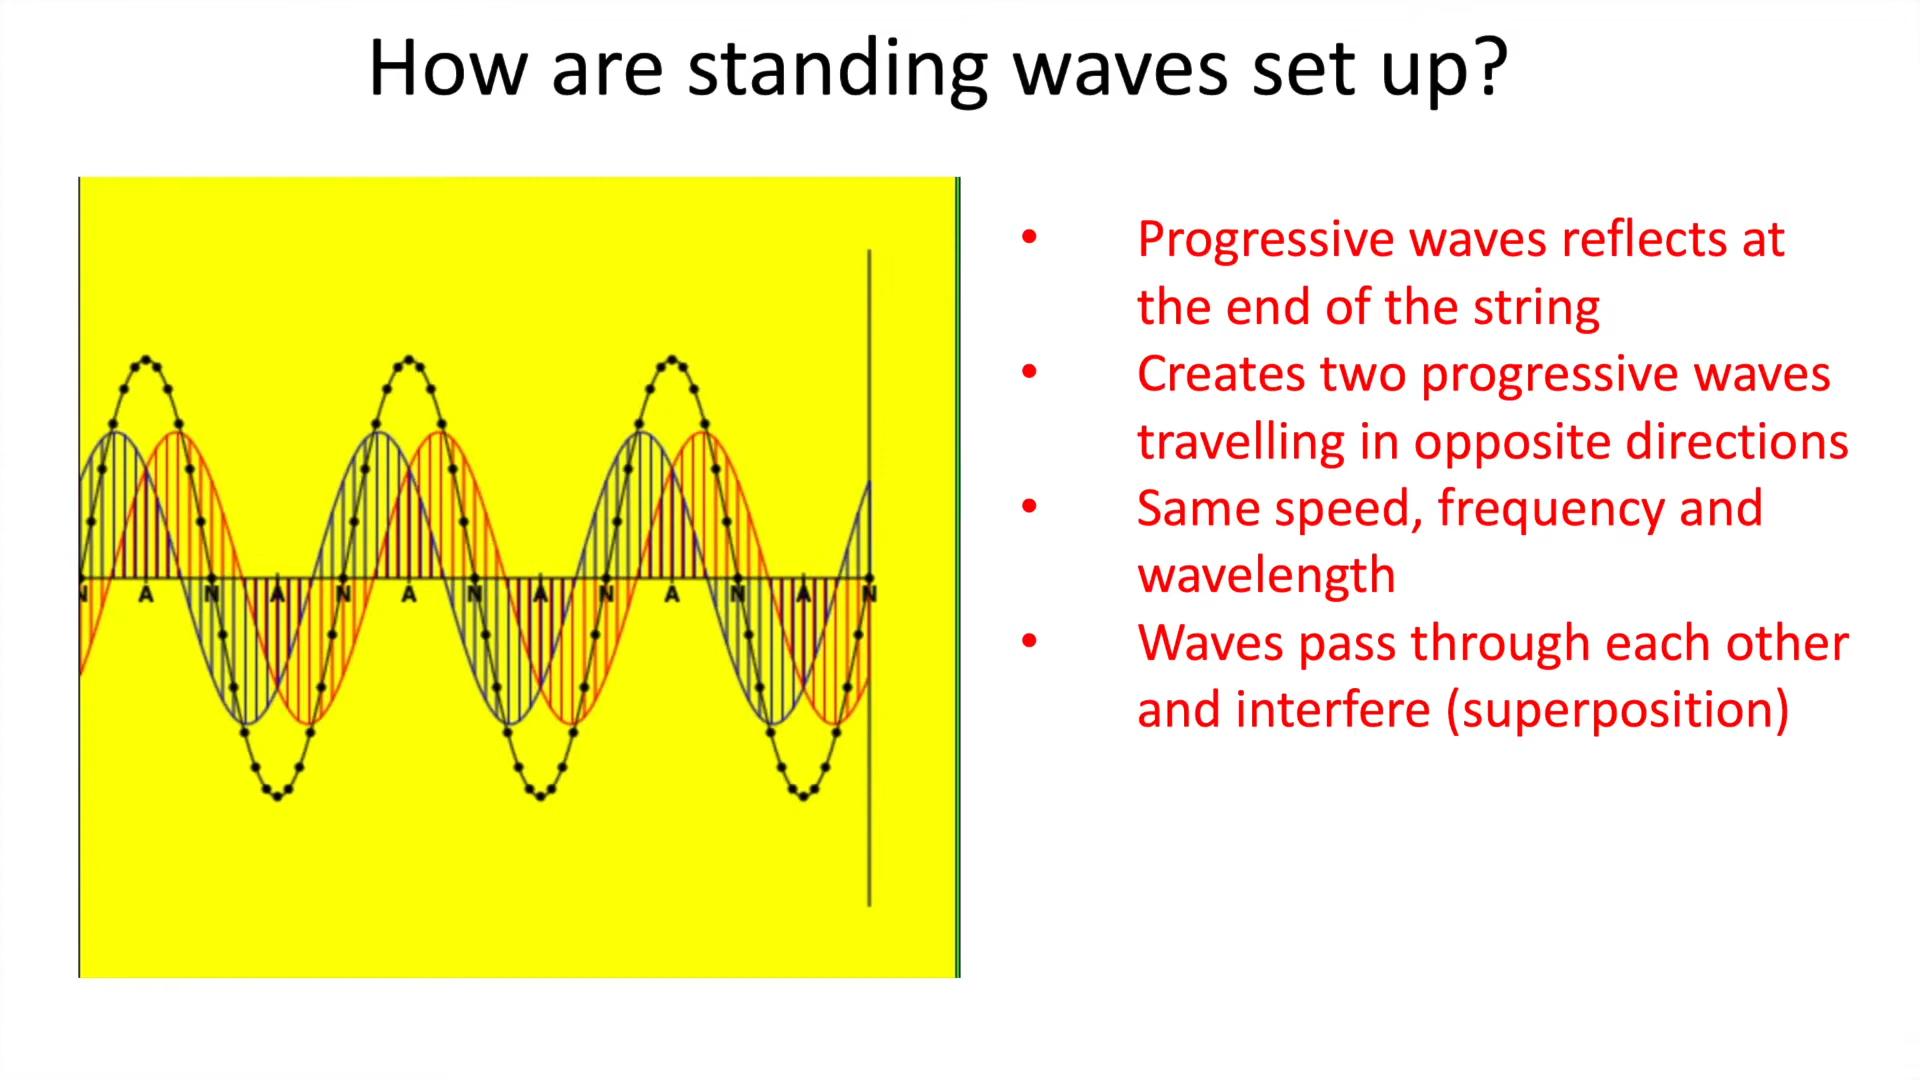 How are standing waves set up?
N A N A N A N A N A N A N
• Progressive waves reflects at
the end of the string
• Creates two progressive waves
travelling in opposite directions
• Same speed, frequency and
wavelength
• Waves pass through each other
and interfere (superposition)